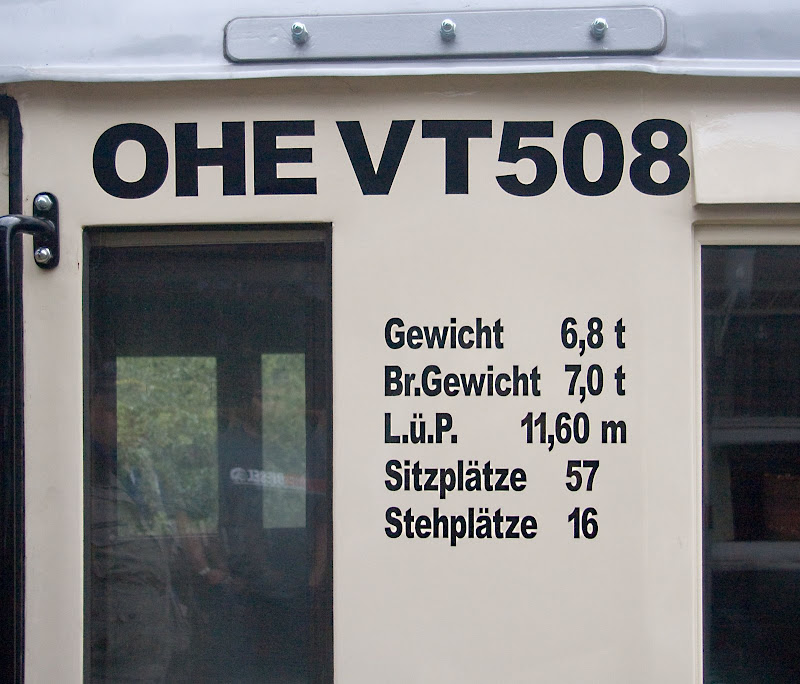 OHE VT508
Gewicht 6,8 t
Br.Gewicht 7,0 t
L.ü.P. 11,60 m
Sitzplätze 57
Stehplätze 16